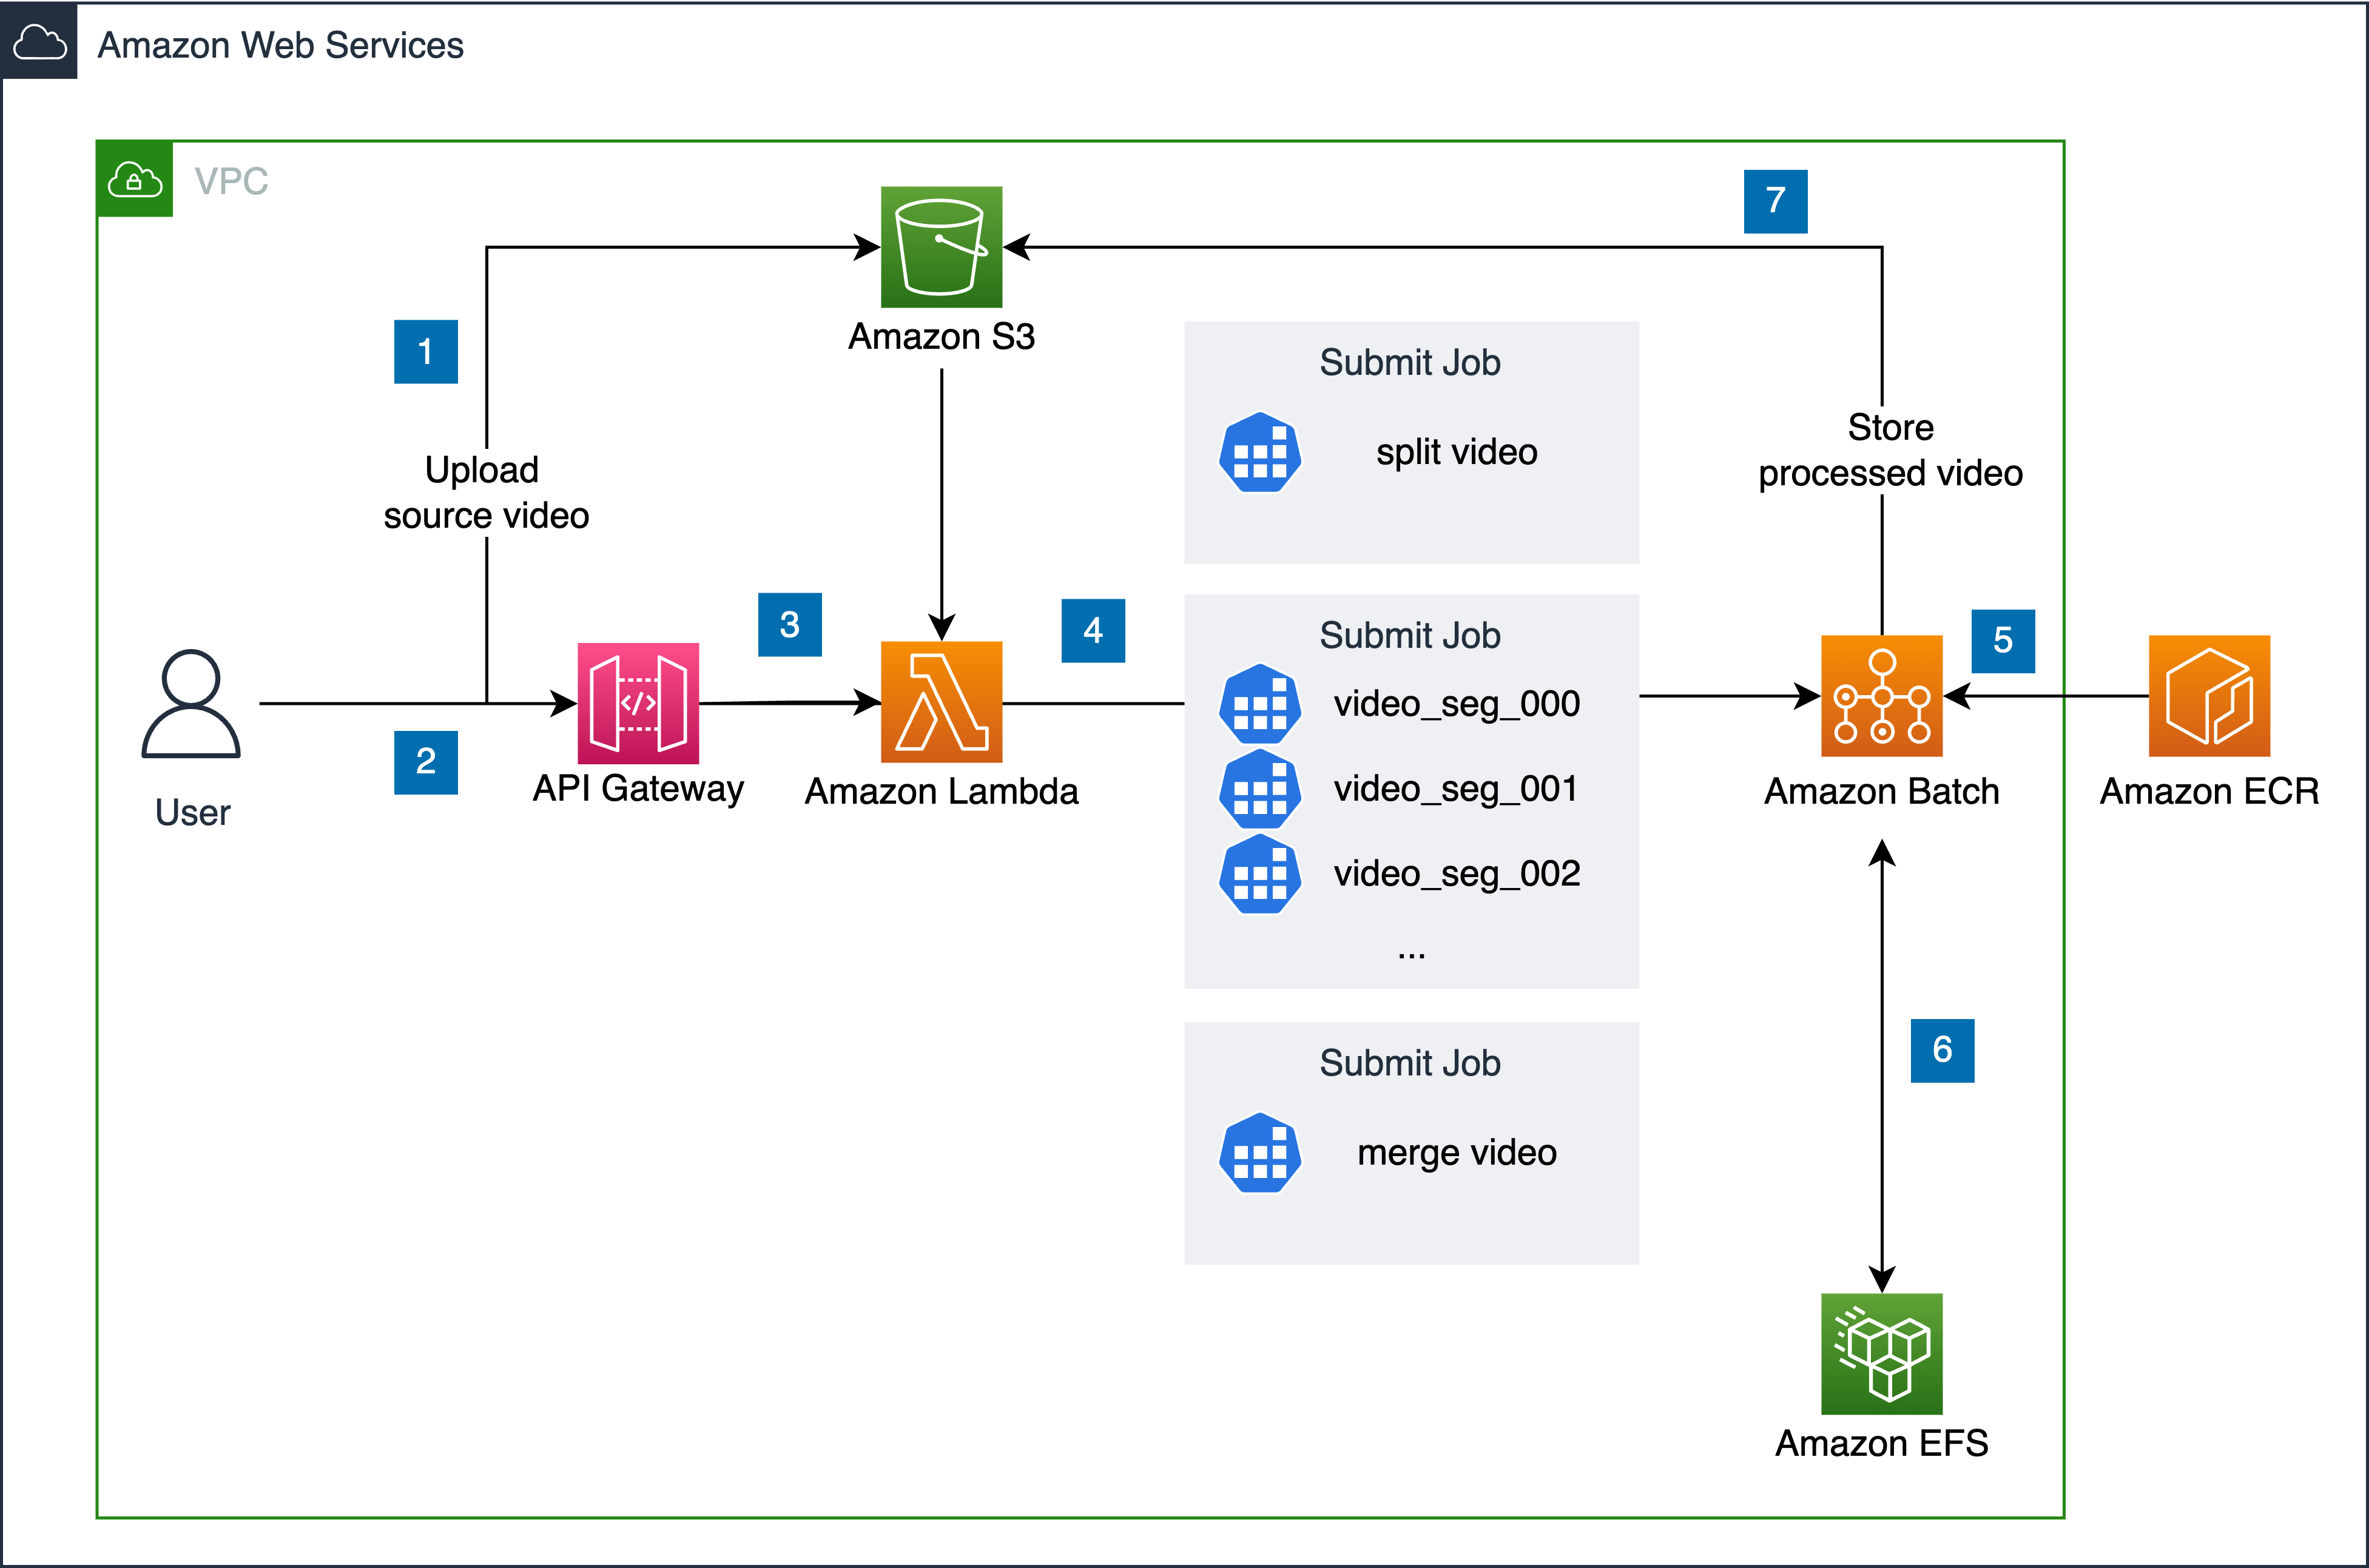 Amazon Web Services
VPC
7
Amazon S3
1
Submit Job
split video
Upload
source video
Store
processed video
3
4
5
Submit Job
video_seg_000
video_seg_001
video_seg_002
...
2
User
API Gateway
Amazon Lambda
Amazon Batch
Amazon ECR
6
Submit Job
merge video
Amazon EFS